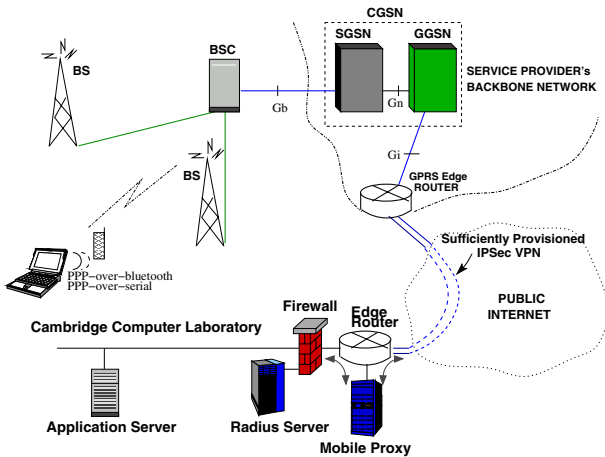 CGSN
SGSN
GGSN
BSC
BS
SERVICE PROVIDER's
BACKBONE NETWORK
Gb
Gn
Gi
BS
GPRS Edge
ROUTER
PPP-over-bluetooth
PPP-over-serial
Sufficiently Provisioned
IPSec VPN
PUBLIC
INTERNET
Firewall
Edge
Router
Cambridge Computer Laboratory
Application Server
Radius Server
Mobile Proxy